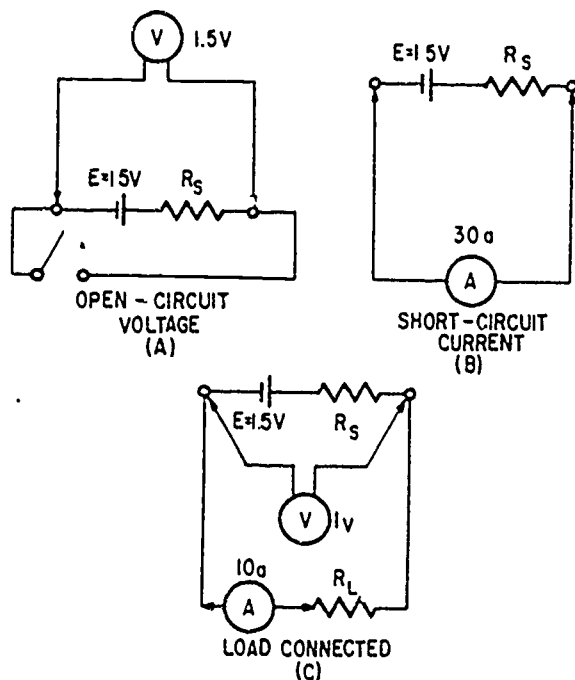 V 1.5V
E=1.5V RS
OPEN-CIRCUIT
VOLTAGE
(A)
E=1.5V RS
30 a
A
SHORT-CIRCUIT
CURRENT
(B)
E=1.5V RS
V 1V
10a RL
A
LOAD CONNECTED
(C)